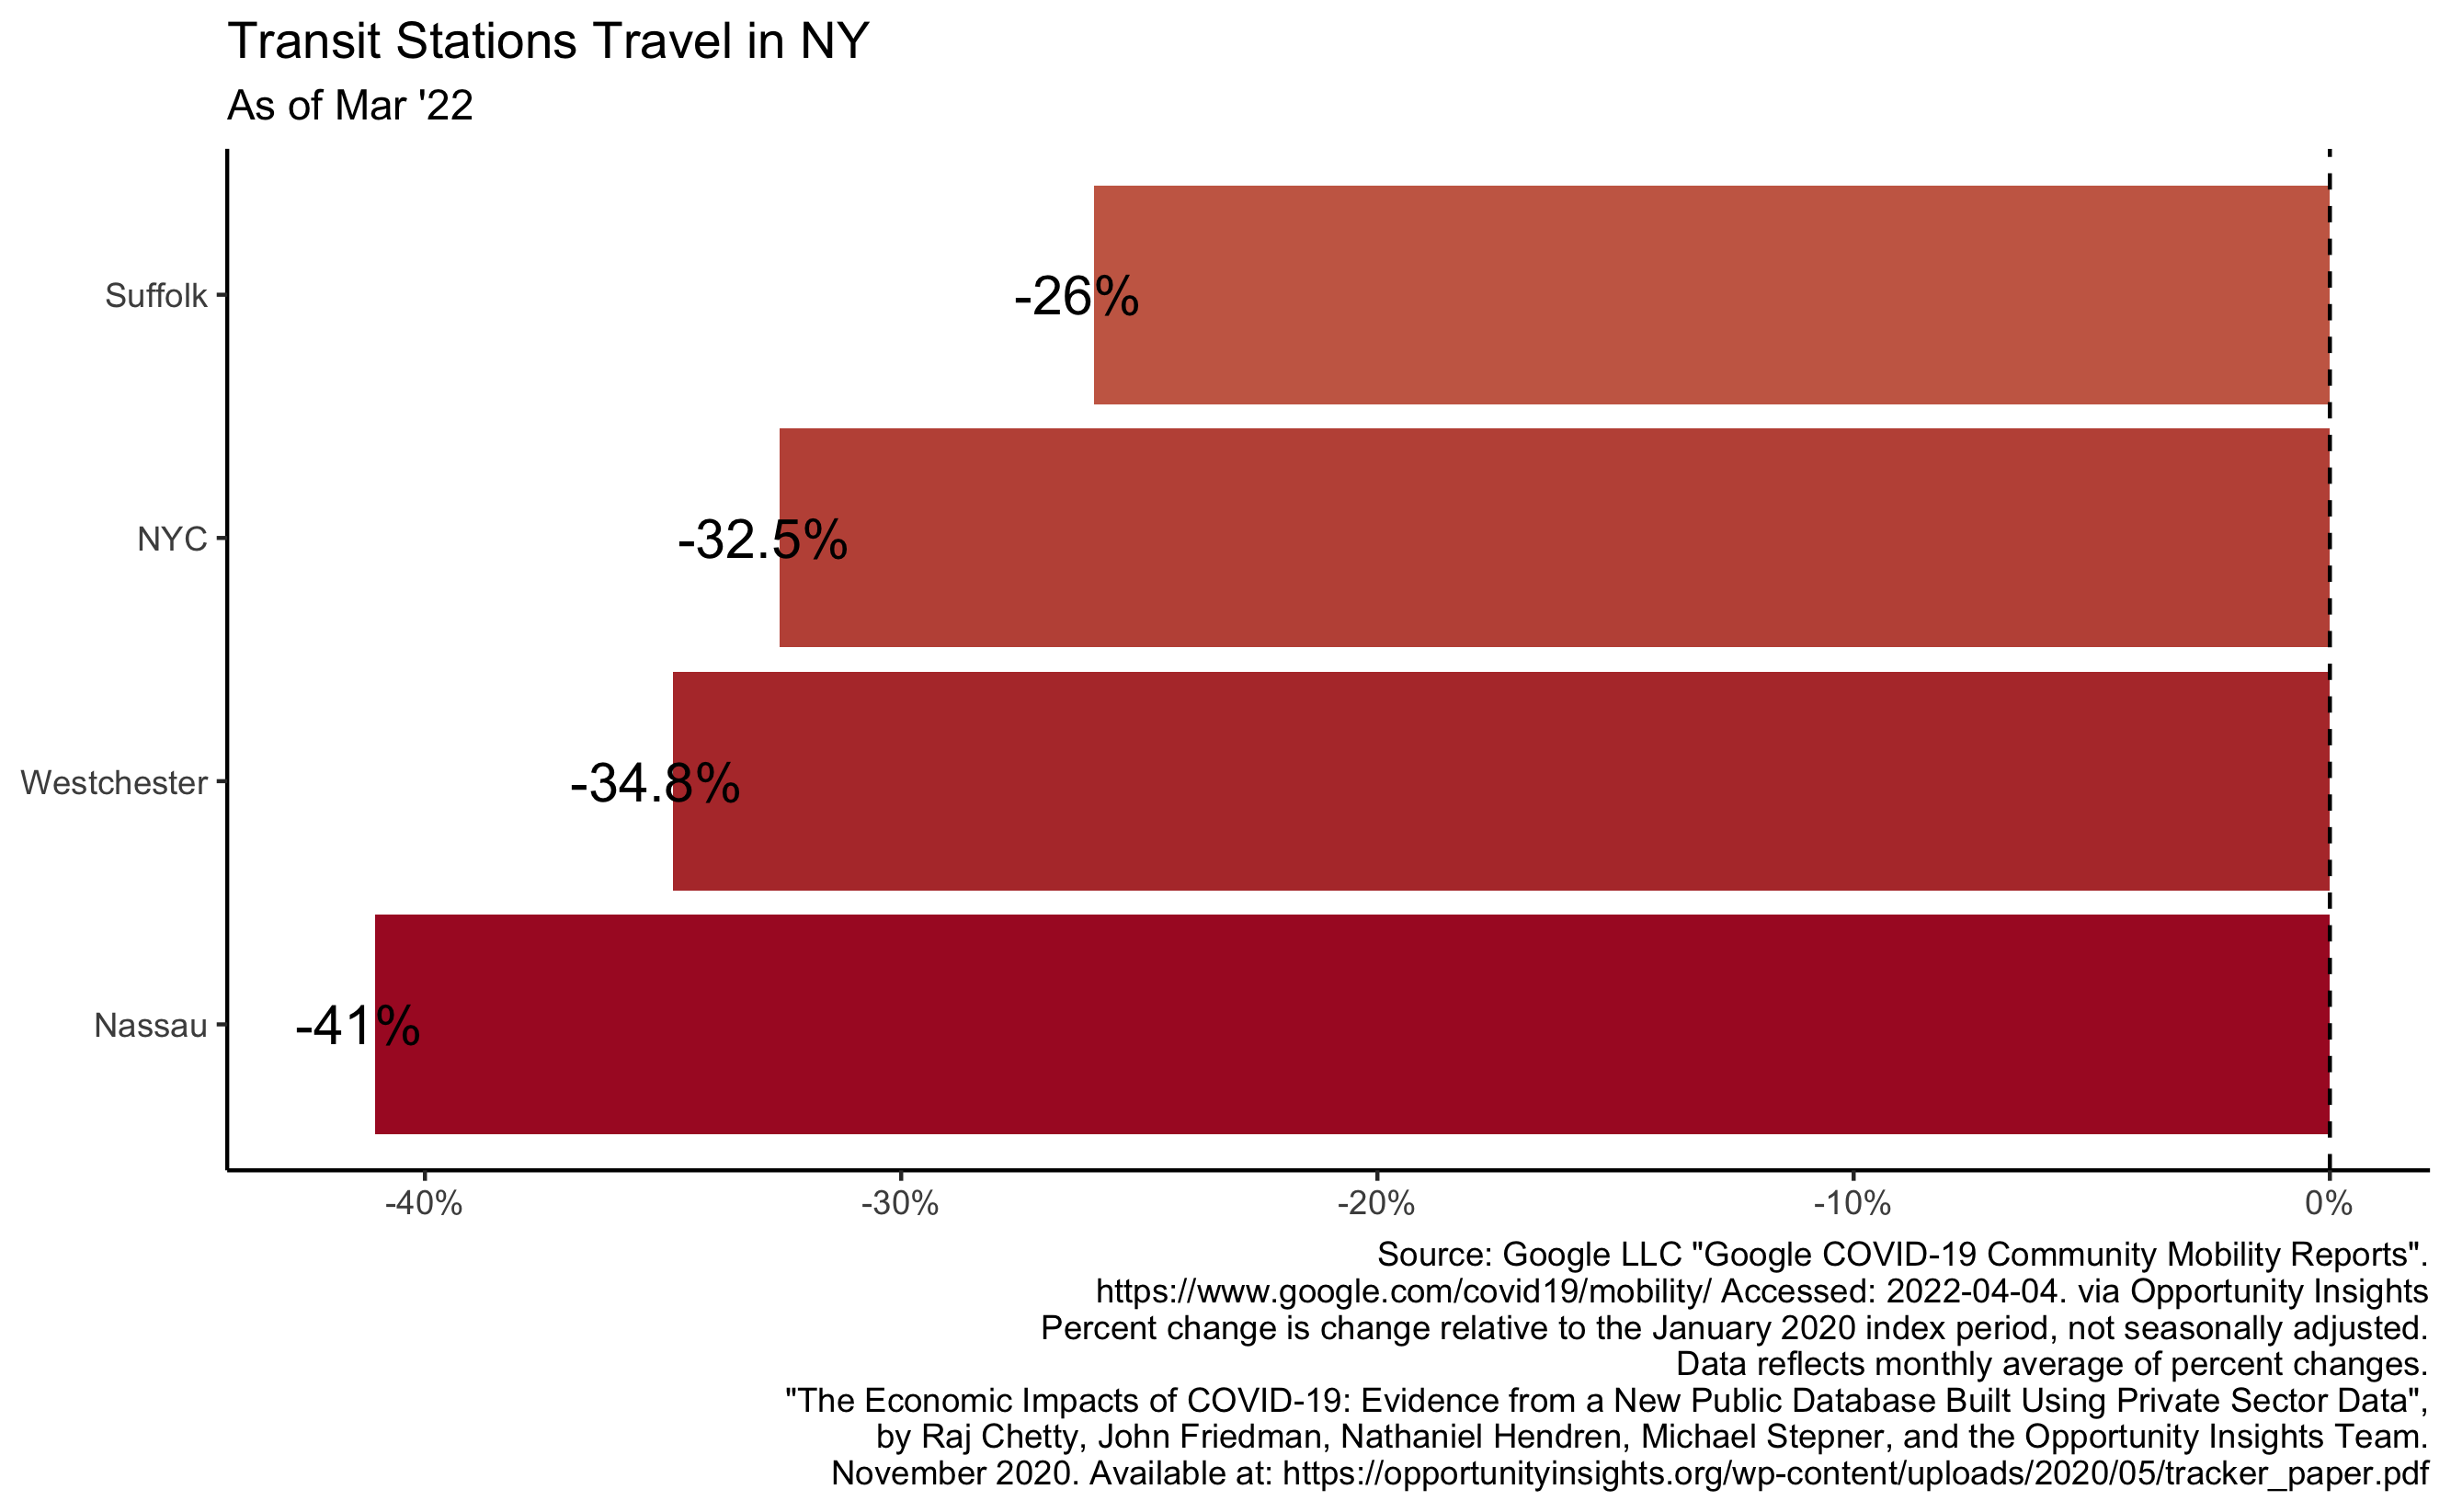 Transit Stations Travel in NY
As of Mar '22
Suffolk
-26%
NYC
-32.5%
Westchester
-34.8%
Nassau
-41%
-40%
-30%
-20%
-10%
0%
Source: Google LLC "Google COVID-19 Community Mobility Reports".
https://www.google.com/covid19/mobility/ Accessed: 2022-04-04. via Opportunity Insights
Percent change is change relative to the January 2020 index period, not seasonally adjusted.
Data reflects monthly average of percent changes.
"The Economic Impacts of COVID-19: Evidence from a New Public Database Built Using Private Sector Data",
by Raj Chetty, John Friedman, Nathaniel Hendren, Michael Stepner, and the Opportunity Insights Team.
November 2020. Available at: https://opportunityinsights.org/wp-content/uploads/2020/05/tracker_paper.pdf